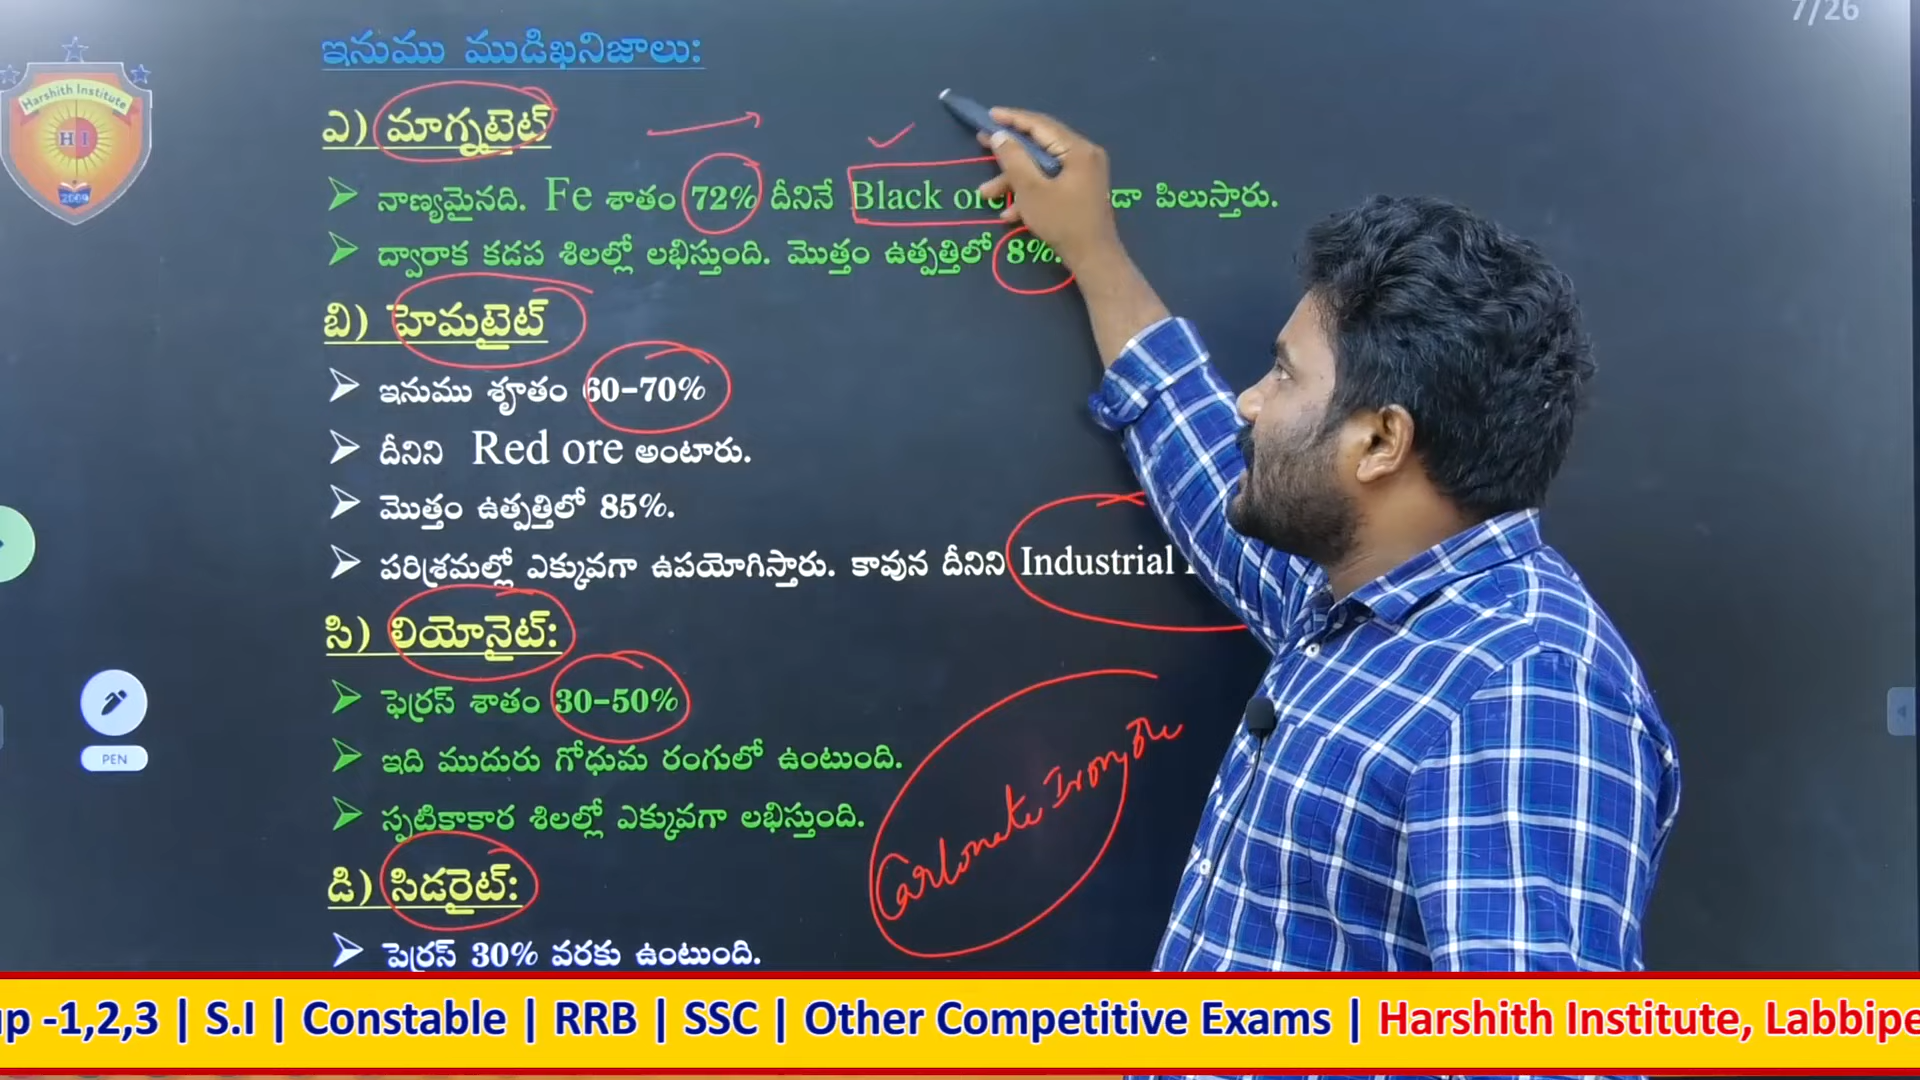 7/26
ఇనుము ముడిఖనిజాలు:
Harshith Institute
H I
2009
ఎ) మాగ్నటైట్
నాణ్యమైనది. Fe శాతం 72% దీనినే Black ore డా పిలుస్తారు.
ద్వారాక కడప శిలల్లో లభిస్తుంది. మొత్తం ఉత్పత్తిలో 8%.
బి) హెమటైట్
ఇనుము శాతం 60-70%
దీనిని Red ore అంటారు.
మొత్తం ఉత్పత్తిలో 85%.
పరిశ్రమల్లో ఎక్కువగా ఉపయోగిస్తారు. కావున దీనిని Industrial
సి) లియోనైట్:
ఫెర్రస్ శాతం 30-50%
ఇది ముదురు గోధుమ రంగులో ఉంటుంది.
స్పటికాకార శిలల్లో ఎక్కువగా లభిస్తుంది.
Carbonate Iron Ore
డి) సిడరైట్:
పెర్రస్ 30% వరకు ఉంటుంది.
PEN
up -1,2,3 | S.I | Constable | RRB | SSC | Other Competitive Exams | Harshith Institute, Labbipe